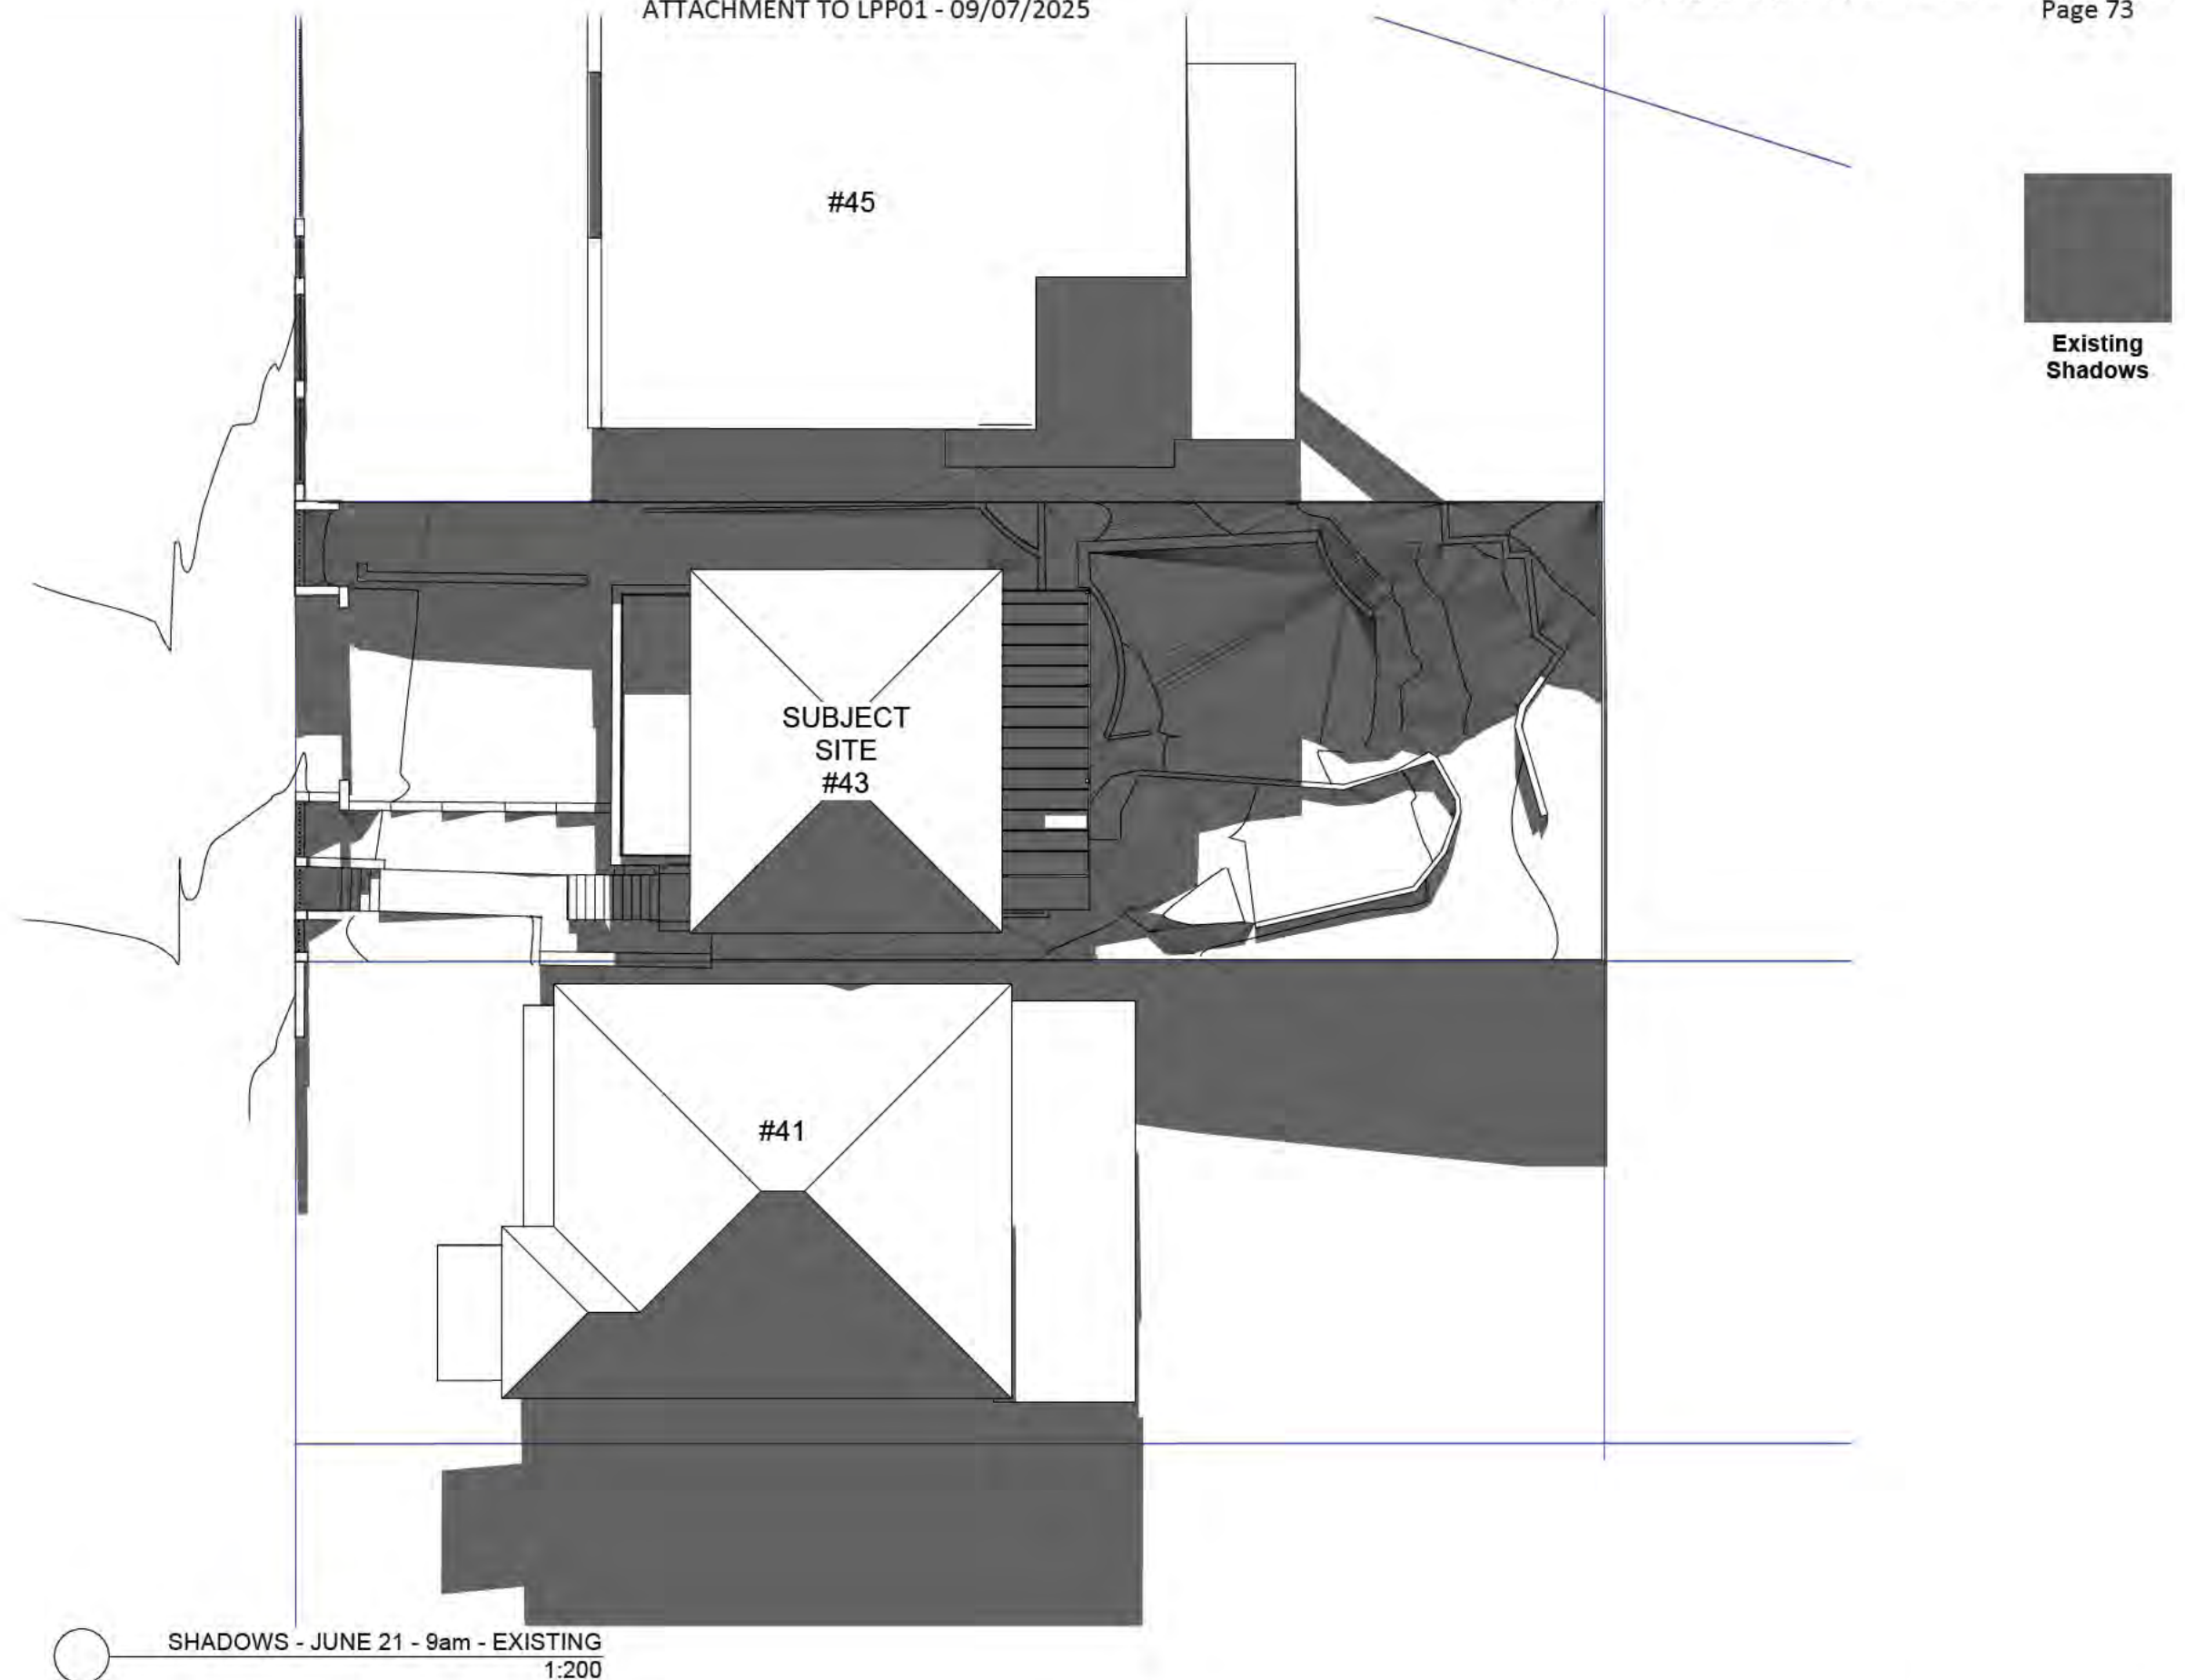 ATTACHMENT TO LPP01 - 09/07/2025
Page 73
#45
Existing
Shadows
SUBJECT
SITE
#43
#41
SHADOWS - JUNE 21 - 9am - EXISTING
1:200